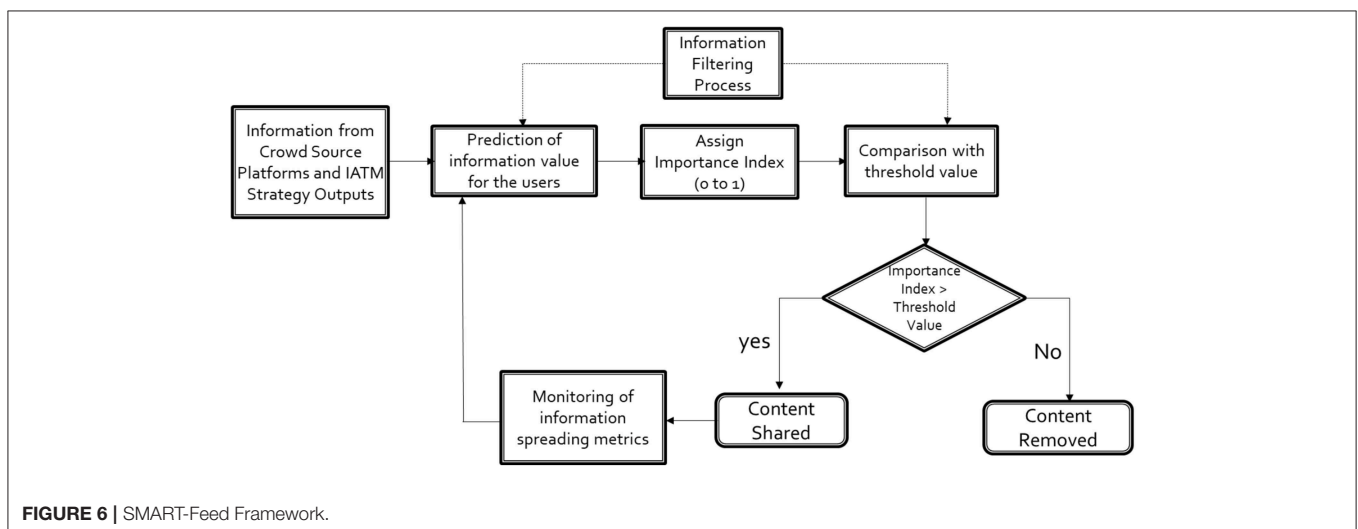 Information
Filtering
Process
Information from
Crowd Source
Platforms and IATM
Strategy Outputs
Prediction of
information value
for the users
Assign
Importance Index
(0 to 1)
Comparison with
threshold value
Importance
Index >
Threshold
Value
yes
No
Monitoring of
information
spreading metrics
Content
Shared
Content
Removed
FIGURE 6 | SMART-Feed Framework.